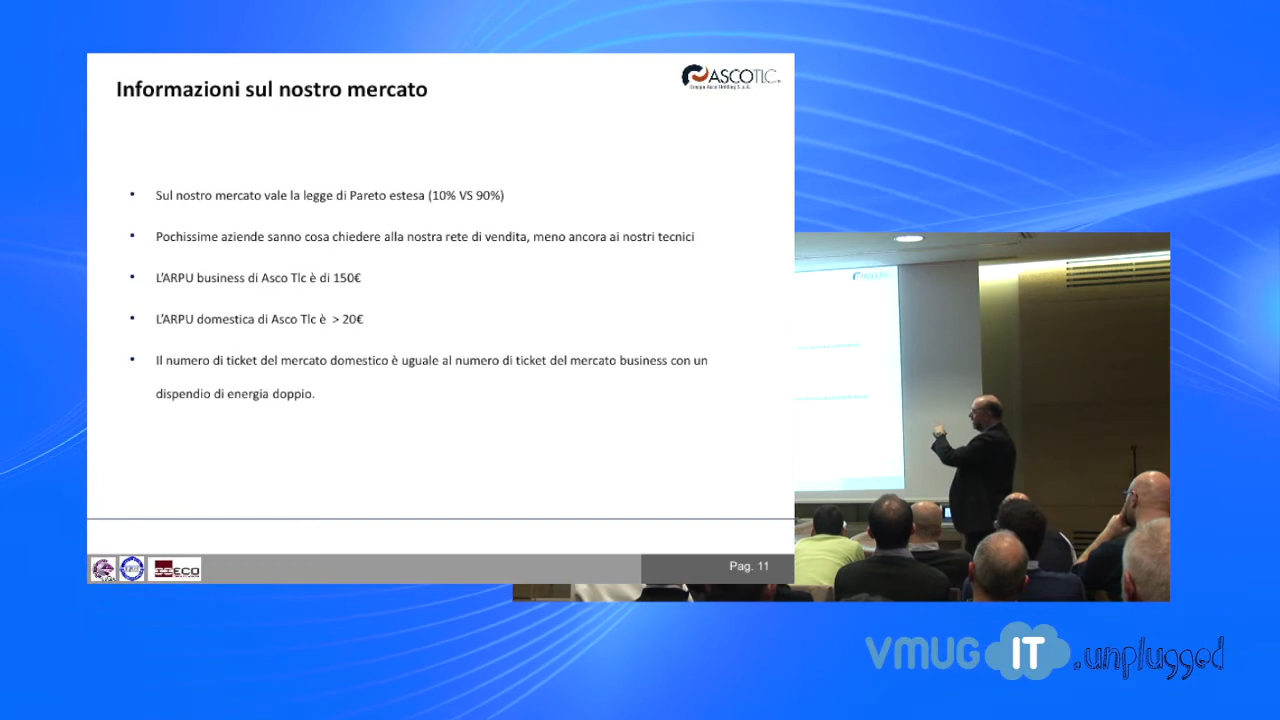 Informazioni sul nostro mercato
ASCOTLC
Gruppo Asco Holding S.p.A.
• Sul nostro mercato vale la legge di Pareto estesa (10% VS 90%)
• Pochissime aziende sanno cosa chiedere alla nostra rete di vendita, meno ancora ai nostri tecnici
• L'ARPU business di Asco Tlc è di 150€
• L'ARPU domestica di Asco Tlc è > 20€
• Il numero di ticket del mercato domestico è uguale al numero di ticket del mercato business con un
dispendio di energia doppio.
ECO
Pag. 11
VMUG IT .unplugged